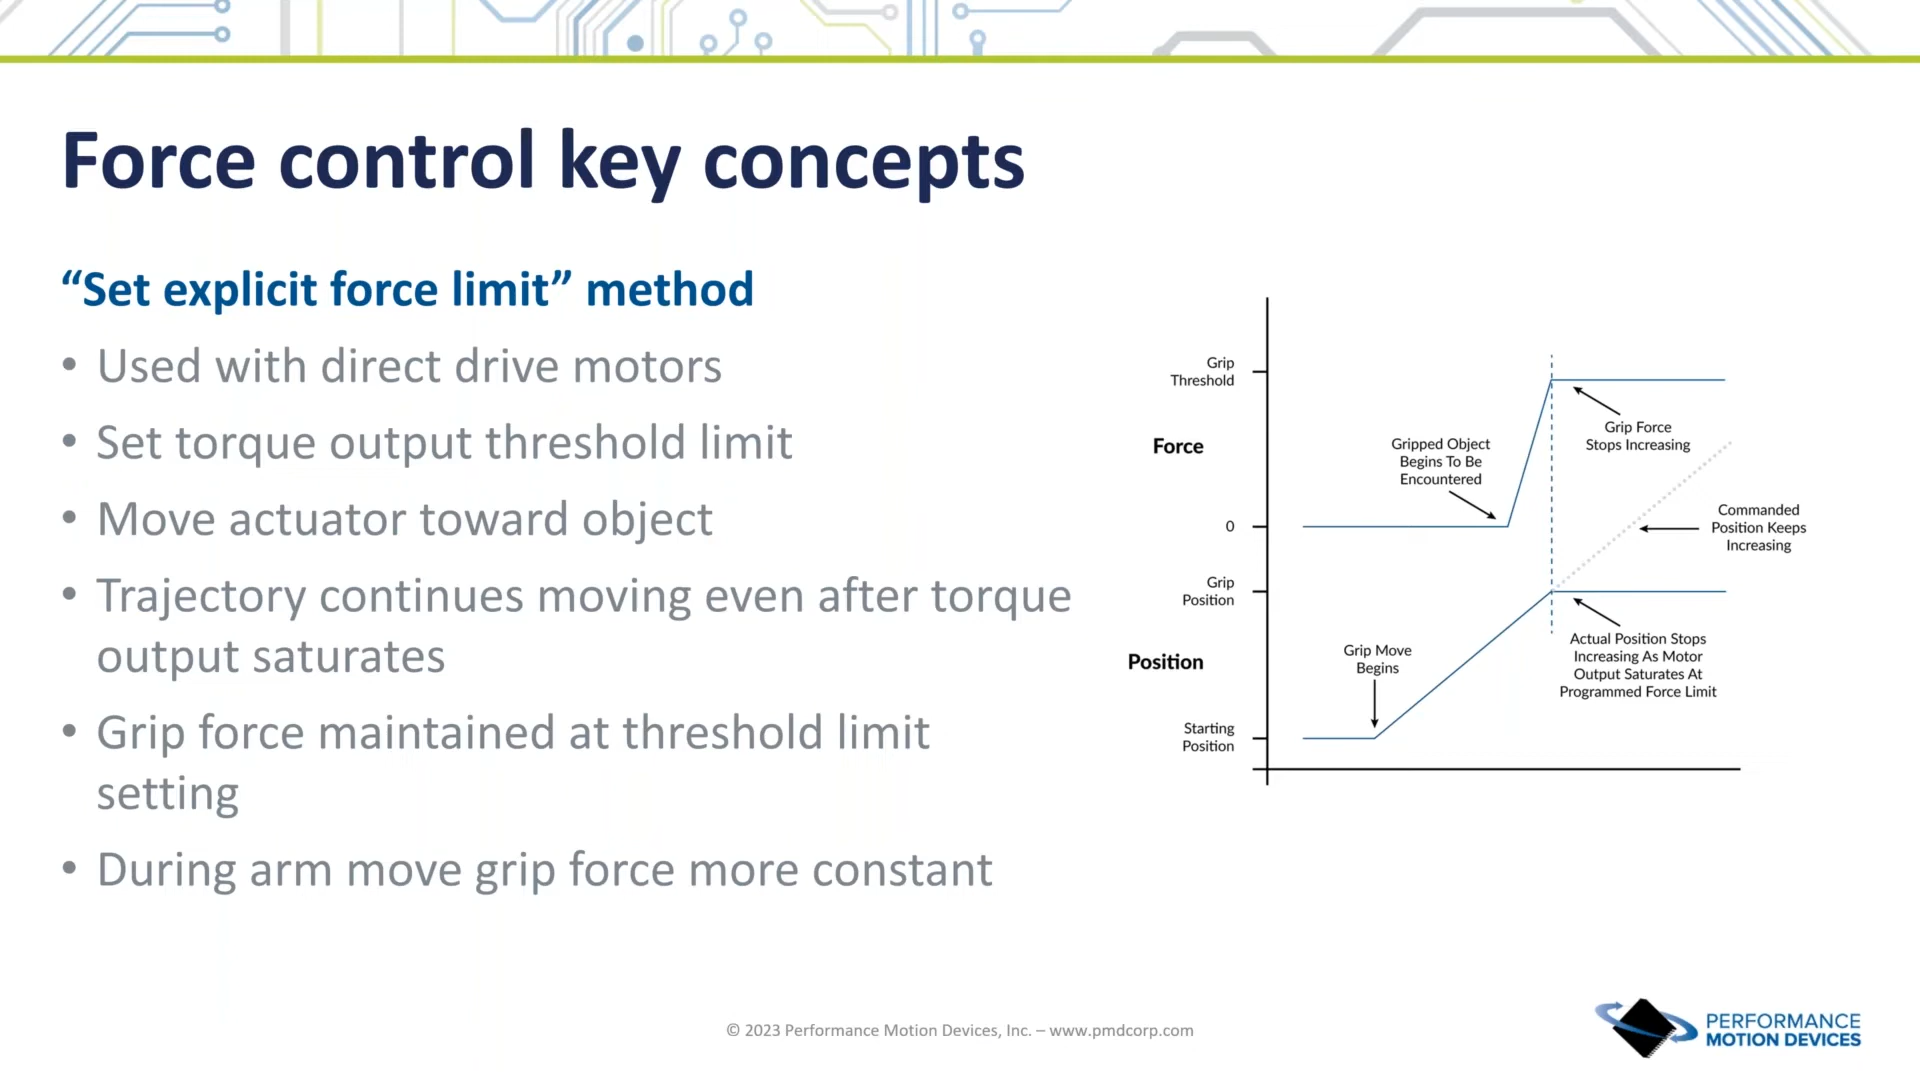 Force control key concepts
“Set explicit force limit” method
• Used with direct drive motors
• Set torque output threshold limit
• Move actuator toward object
• Trajectory continues moving even after torque
output saturates
• Grip force maintained at threshold limit
setting
• During arm move grip force more constant
Grip
Threshold
Force
0
Gripped Object
Begins To Be
Encountered
Grip Force
Stops Increasing
Commanded
Position Keeps
Increasing
Grip
Position
Position
Grip Move
Begins
Actual Position Stops
Increasing As Motor
Output Saturates At
Programmed Force Limit
Starting
Position
© 2023 Performance Motion Devices, Inc. – www.pmdcorp.com
PERFORMANCE
MOTION DEVICES